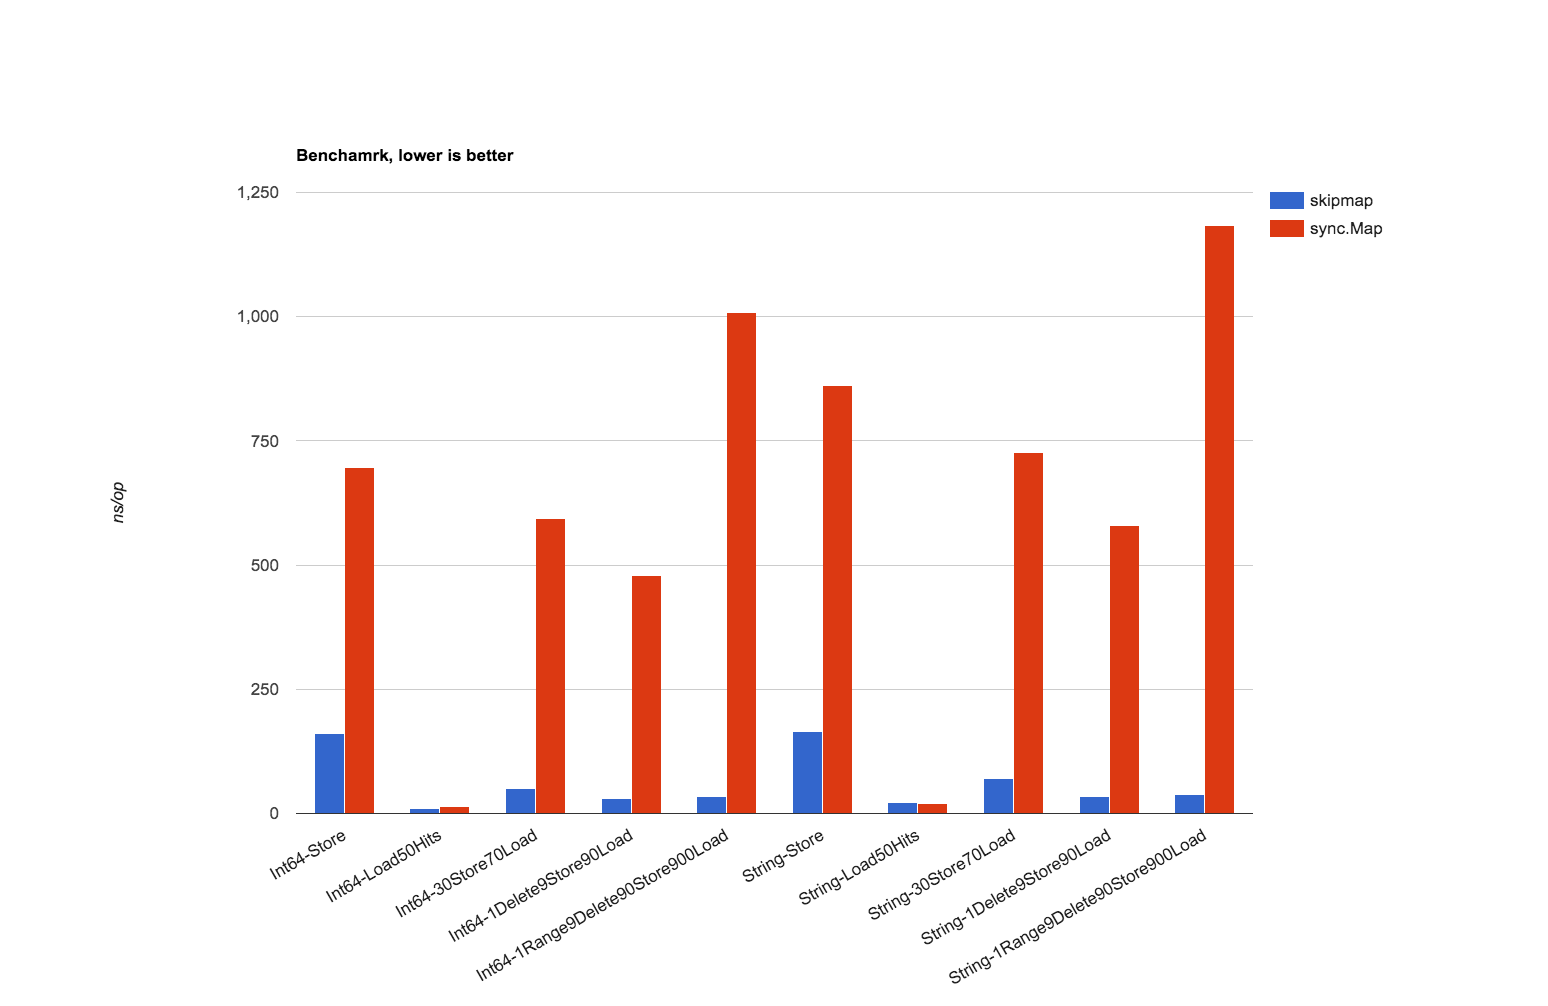 Benchamrk, lower is better
1,250
1,000
750
500
250
0
ns/op
skipmap
sync.Map
Int64-Store
Int64-Load50Hits
Int64-30Store70Load
Int64-1Delete9Store90Load
Int64-1Range9Delete90Store900Load
String-Store
String-Load50Hits
String-30Store70Load
String-1Delete9Store90Load
String-1Range9Delete90Store900Load